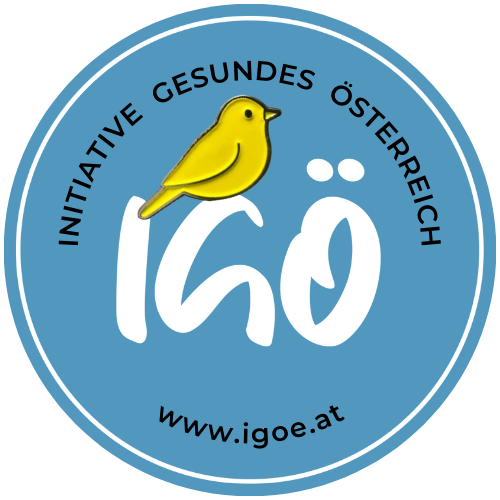 INITIATIVE GESUNDES ÖSTERREICH
IGÖ
www.igoe.at